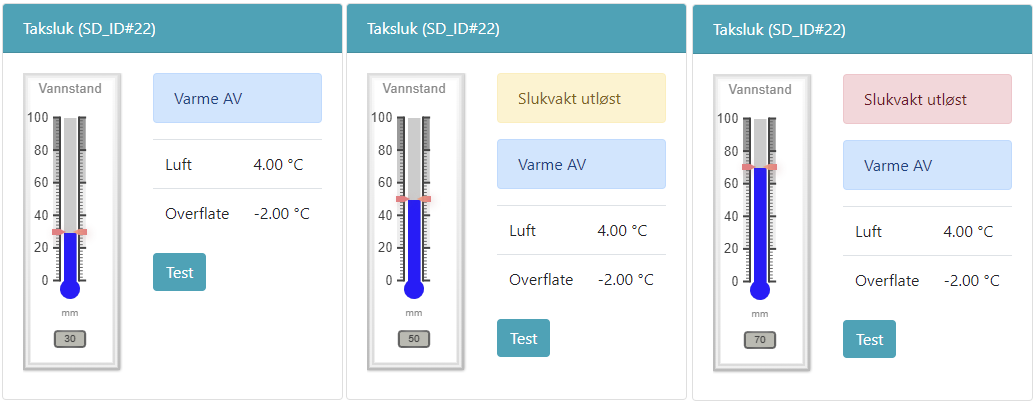 Taksluk (SD_ID#22)
Vannstand
100
80
60
40
20
0
mm
30
Varme AV
Luft 4.00 °C
Overflate -2.00 °C
Test
Taksluk (SD_ID#22)
Vannstand
100
80
60
40
20
0
mm
50
Slukvakt utløst
Varme AV
Luft 4.00 °C
Overflate -2.00 °C
Test
Taksluk (SD_ID#22)
Vannstand
100
80
60
40
20
0
mm
70
Slukvakt utløst
Varme AV
Luft 4.00 °C
Overflate -2.00 °C
Test